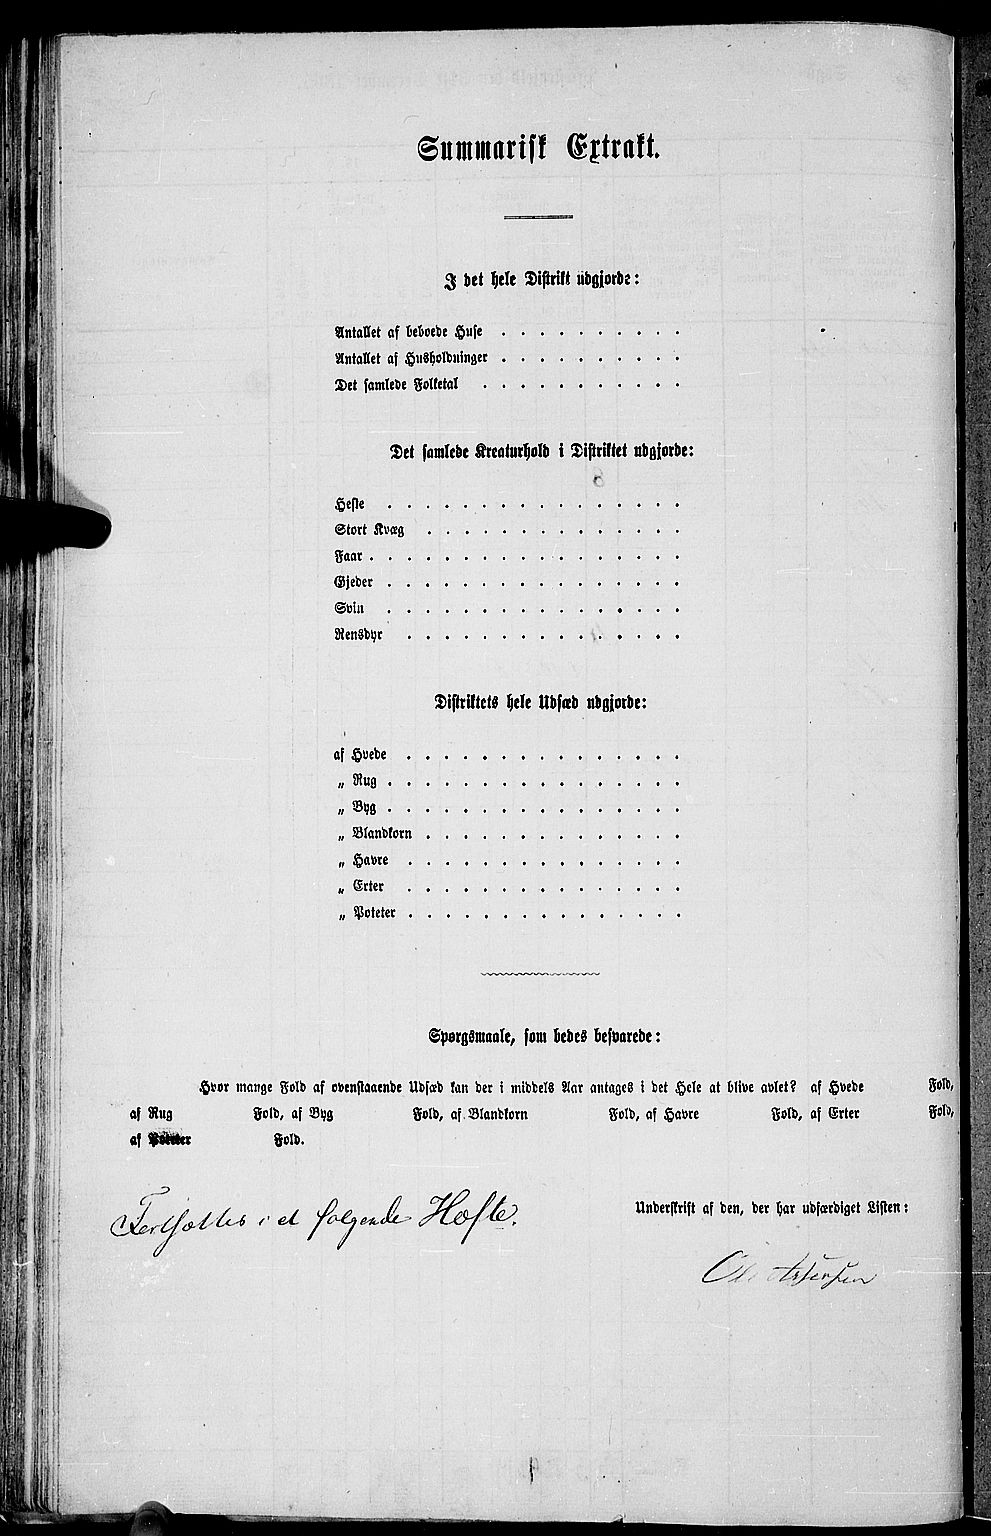 Summarisk Extrakt.
I det hele Distrikt udgjorde:
Antallet af beboede Huse . . . . . . . . . .
Antallet af Husholdninger . . . . . . . . . .
Det samlede Folketal . . . . . . . . . . .
Det samlede Kreaturhold i Distriktet udgjorde:
Heste . . . . . . . . . . . . . . . .
Stort Kvæg . . . . . . . . . . . . . .
Faar . . . . . . . . . . . . . . . . .
Gjeder . . . . . . . . . . . . . . . .
Svin . . . . . . . . . . . . . . . .
Rensdyr . . . . . . . . . . . . . . .
Distriktets hele Udsæd udgjorde:
af Hvede . . . . . . . . . . . . . . .
„ Rug . . . . . . . . . . . . . . . .
„ Byg . . . . . . . . . . . . . . . .
„ Blandkorn . . . . . . . . . . . . . .
„ Havre . . . . . . . . . . . . . . .
„ Erter . . . . . . . . . . . . . . .
„ Poteter . . . . . . . . . . . . . . .
Spørgsmaale, som bedes besvarede:
Hvor mange Fold af ovenstaaende Udsæd kan der i middels Aar antages i det Hele at blive avlet? af Hvede Fold,
af Rug Fold, af Byg Fold, af Blandkorn Fold, af Havre Fold, af Erter Fold,
af Poteter Fold.
Fortsættes i et følgende Hæfte.
Underskrift af den, der har udfærdiget Listen:
Ole